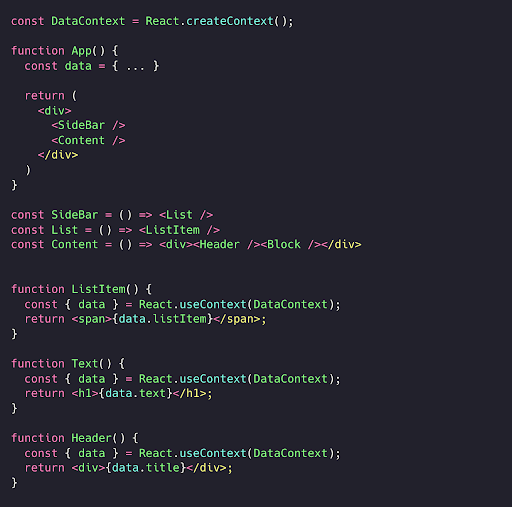 const DataContext = React.createContext();

function App() {
  const data = { ... }

  return (
    <div>
      <SideBar />
      <Content />
    </div>
  )
}

const SideBar = () => <List />
const List = () => <ListItem />
const Content = () => <div><Header /><Block /></div>


function ListItem() {
  const { data } = React.useContext(DataContext);
  return <span>{data.listItem}</span>;
}

function Text() {
  const { data } = React.useContext(DataContext);
  return <h1>{data.text}</h1>;
}

function Header() {
  const { data } = React.useContext(DataContext);
  return <div>{data.title}</div>;
}